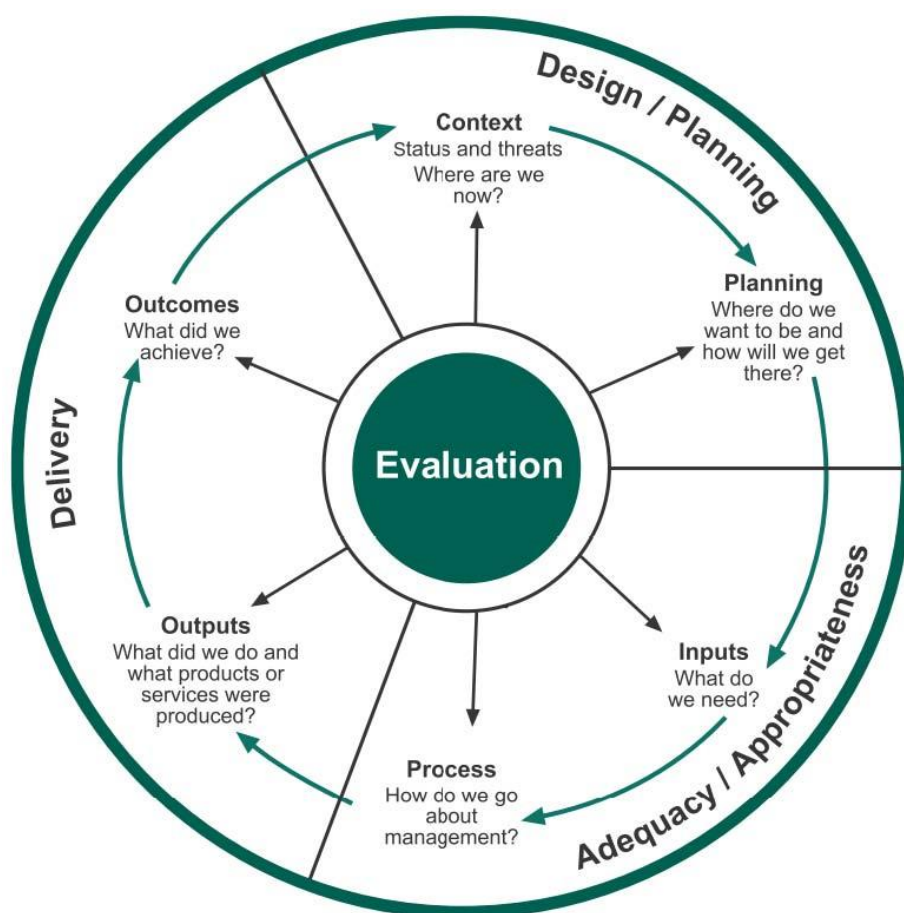 Design / Planning
Context
Status and threats
Where are we
now?
Planning
Where do we
want to be and
how will we get
there?
Outcomes
What did we
achieve?
Delivery
Evaluation
Outputs
What did we do and
what products or
services were
produced?
Inputs
What do
we need?
Process
How do we go
about
management?
Adequacy / Appropriateness